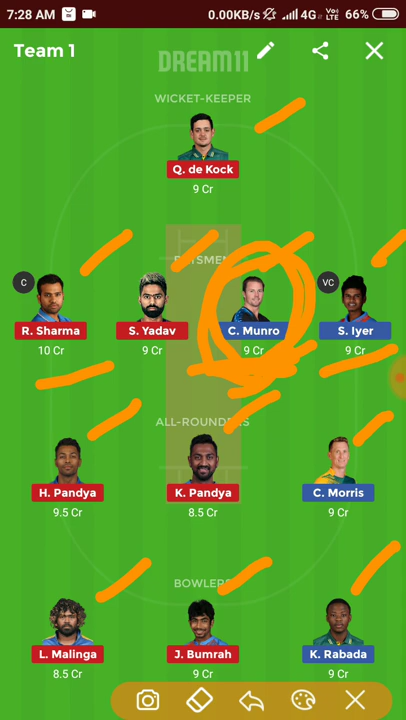 7:28 AM 0.00KB/s 4G Vo) LTE 66%
Team 1
DREAM11
WICKET-KEEPER
Q. de Kock
9 Cr
C VC
R. Sharma S. Yadav C. Munro S. Iyer
10 Cr 9 Cr 9 Cr 9 Cr
ALL-ROUNDERS
H. Pandya K. Pandya C. Morris
9.5 Cr 8.5 Cr 9 Cr
BOWLERS
L. Malinga J. Bumrah K. Rabada
8.5 Cr 9 Cr 9 Cr